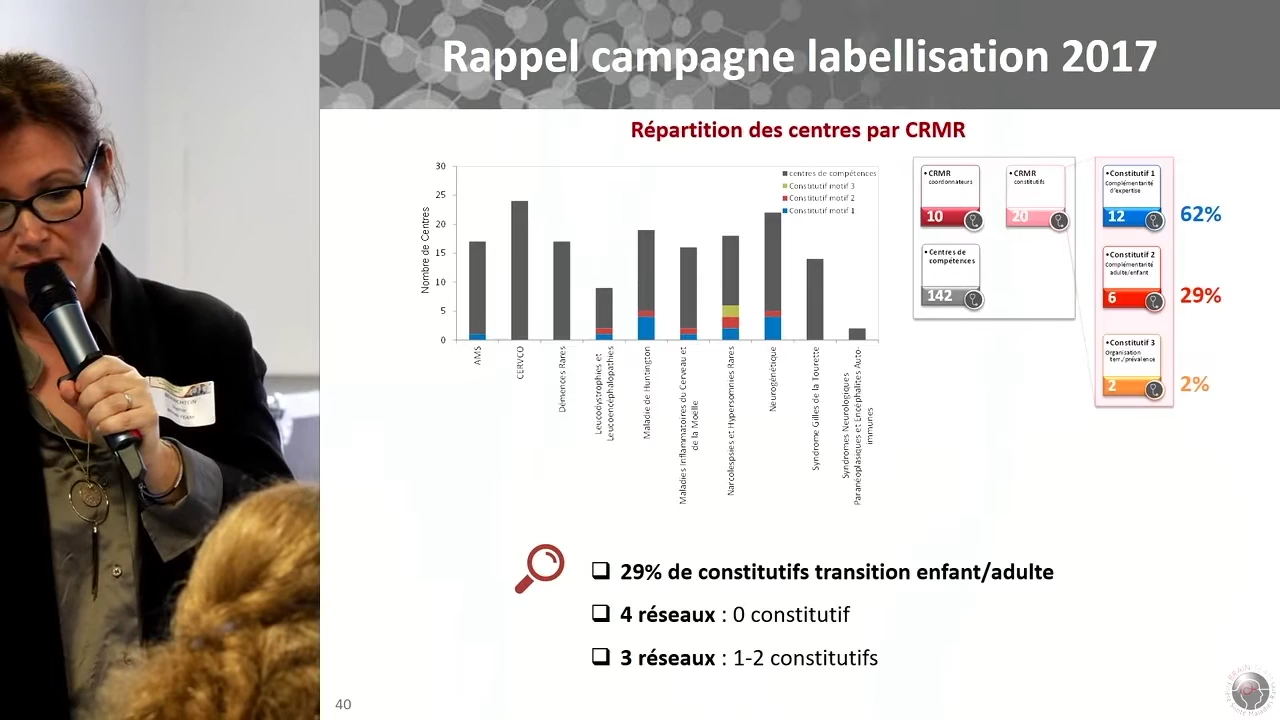 Rappel campagne labellisation 2017
Répartition des centres par CRMR
30
25
20
15
10
5
0
Nombre de Centres
centres de compétences
Constitutif motif 3
Constitutif motif 2
Constitutif motif 1
AMS
CERVCO
Démences Rares
Leucodystrophies et
Leucoencéphalopathies
Maladie de Huntington
Maladies Inflammatoires du Cerveau et
de la Moelle
Narcolespsies et Hypersomnies Rares
Neurogénétique
Syndrome Gilles de la Tourette
Syndromes Neurologiques
Paranéoplasiques et Encéphalites Auto-
immunes
• CRMR
coordonnateurs
10
• CRMR
constitutifs
20
• Centres de
compétences
142
• Constitutif 1
Complémentarité
d'expertise
12
62%
• Constitutif 2
Complémentarité
adulte/enfant
6
29%
• Constitutif 3
Organisation
terr./prévalence
2
2%
❑ 29% de constitutifs transition enfant/adulte
❑ 4 réseaux : 0 constitutif
❑ 3 réseaux : 1-2 constitutifs
40